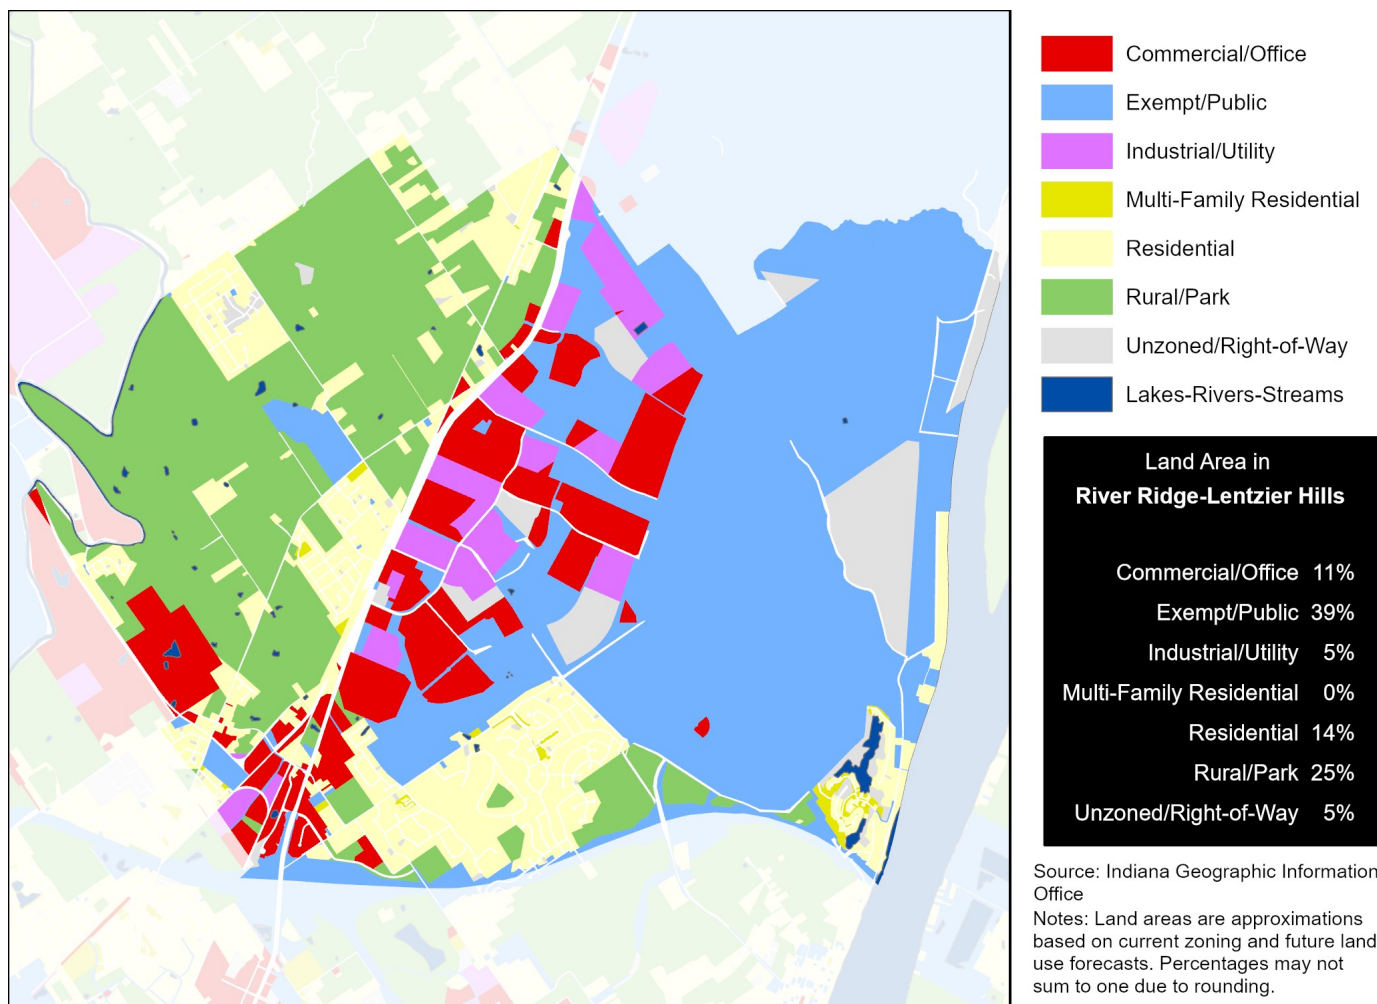 Commercial/Office
Exempt/Public
Industrial/Utility
Multi-Family Residential
Residential
Rural/Park
Unzoned/Right-of-Way
Lakes-Rivers-Streams
Land Area in
River Ridge-Lentzier Hills
Commercial/Office 11%
Exempt/Public 39%
Industrial/Utility 5%
Multi-Family Residential 0%
Residential 14%
Rural/Park 25%
Unzoned/Right-of-Way 5%
Source: Indiana Geographic Information
Office
Notes: Land areas are approximations
based on current zoning and future land
use forecasts. Percentages may not
sum to one due to rounding.